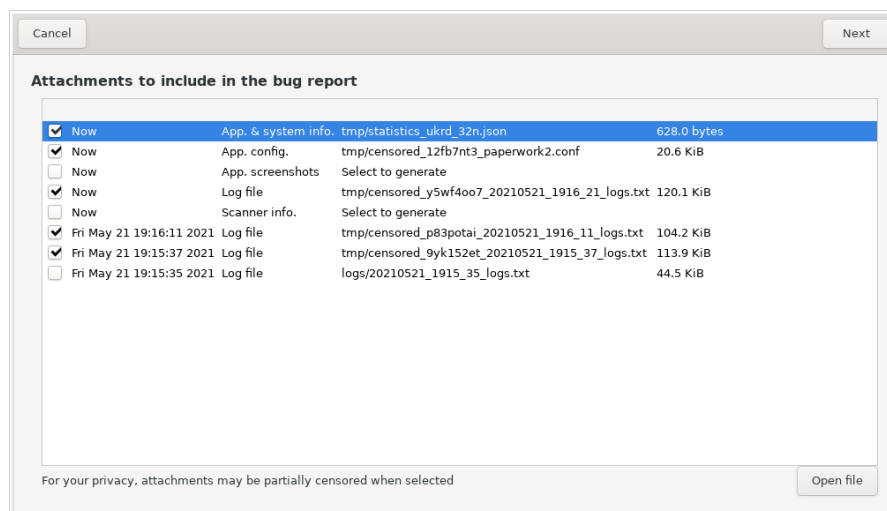 Cancel Next
Attachments to include in the bug report
Now App. & system info. tmp/statistics_ukrd_32n.json 628.0 bytes
Now App. config. tmp/censored_12fb7nt3_paperwork2.conf 20.6 KiB
Now App. screenshots Select to generate
Now Log file tmp/censored_y5wf4oo7_20210521_1916_21_logs.txt 120.1 KiB
Now Scanner info. Select to generate
Fri May 21 19:16:11 2021 Log file tmp/censored_p83potai_20210521_1916_11_logs.txt 104.2 KiB
Fri May 21 19:15:37 2021 Log file tmp/censored_9yk152et_20210521_1915_37_logs.txt 113.9 KiB
Fri May 21 19:15:35 2021 Log file logs/20210521_1915_35_logs.txt 44.5 KiB
For your privacy, attachments may be partially censored when selected Open file